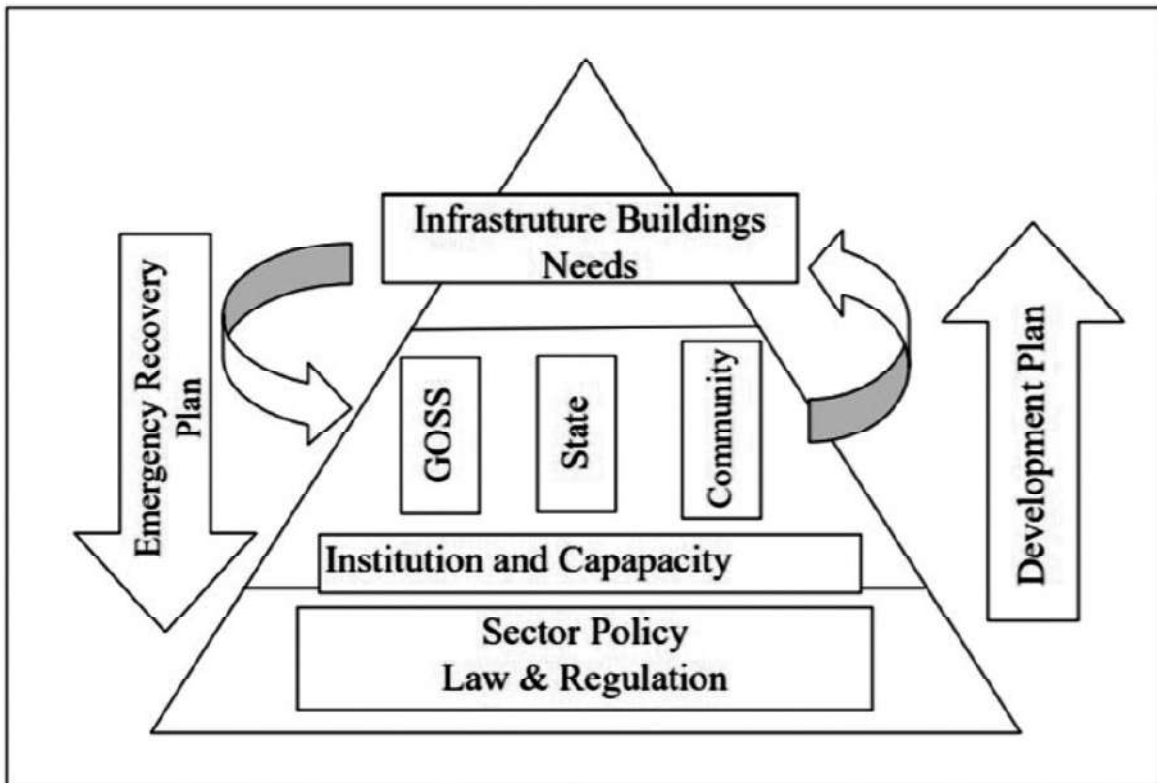 Infrastruture Buildings
Needs
Emergency Recovery
Plan
GOSS
State
Community
Development Plan
Institution and Capapacity
Sector Policy
Law & Regulation